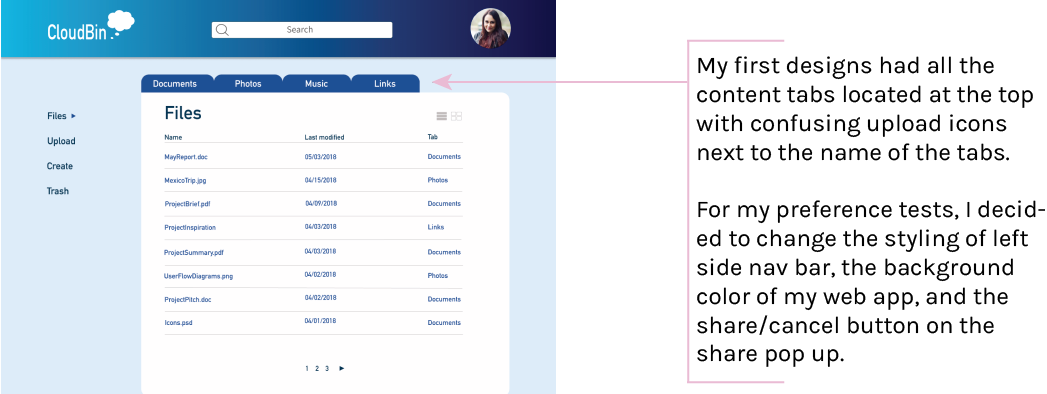 CloudBin
Search
Documents Photos Music Links
Files ▸
Upload
Create
Trash
Files
Name Last modified Tab
MayReport.doc 05/03/2018 Documents
MexicoTrip.jpg 04/15/2018 Photos
ProjectBrief.pdf 04/09/2018 Documents
ProjectInspiration 04/03/2018 Links
ProjectSummary.pdf 04/03/2018 Documents
UserFlowDiagrams.png 04/02/2018 Photos
ProjectPitch.doc 04/02/2018 Documents
Icons.psd 04/01/2018 Documents
1 2 3 ▸
My first designs had all the
content tabs located at the top
with confusing upload icons
next to the name of the tabs.
For my preference tests, I decid-
ed to change the styling of left
side nav bar, the background
color of my web app, and the
share/cancel button on the
share pop up.